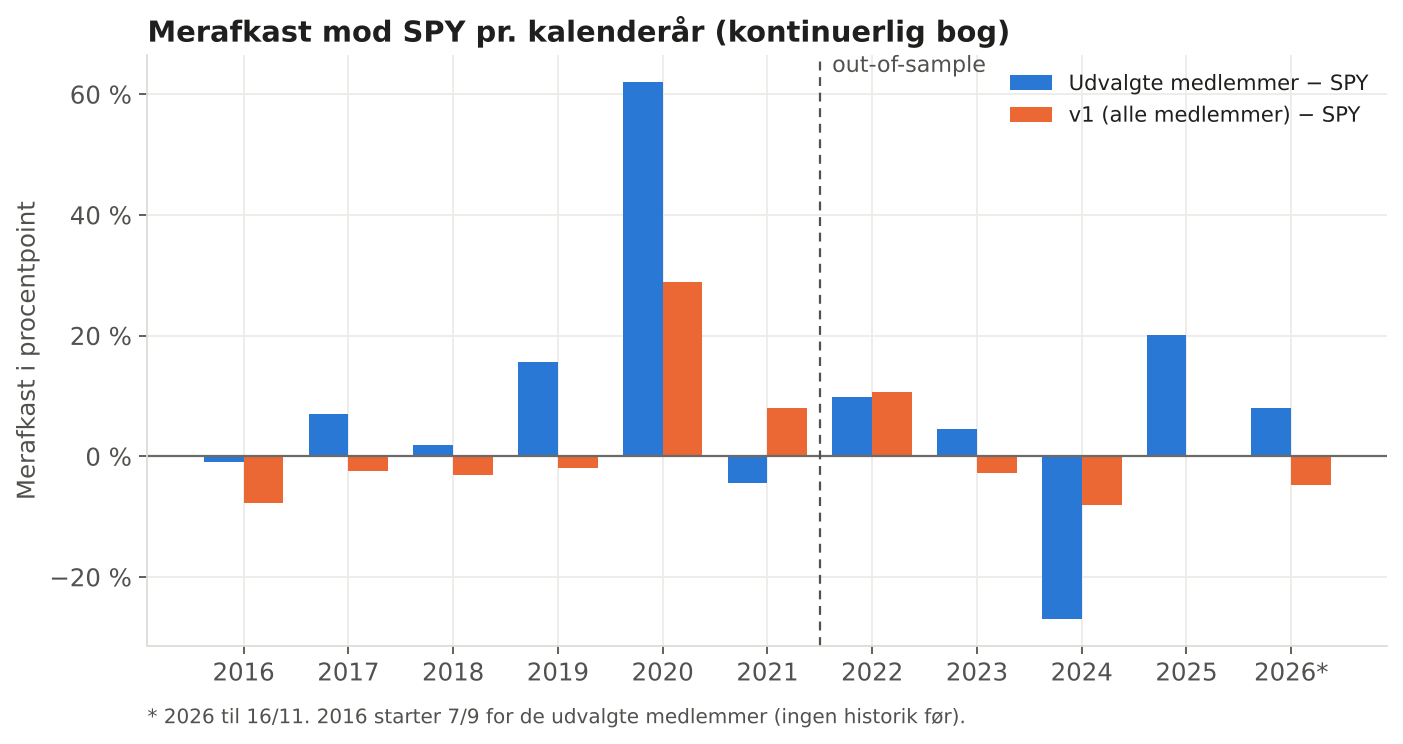 Merafkast mod SPY pr. kalenderår (kontinuerlig bog)
out-of-sample
Udvalgte medlemmer − SPY
v1 (alle medlemmer) − SPY
Merafkast i procentpoint
60 %
40 %
20 %
0 %
−20 %
2016 2017 2018 2019 2020 2021 2022 2023 2024 2025 2026*
* 2026 til 16/11. 2016 starter 7/9 for de udvalgte medlemmer (ingen historik før).